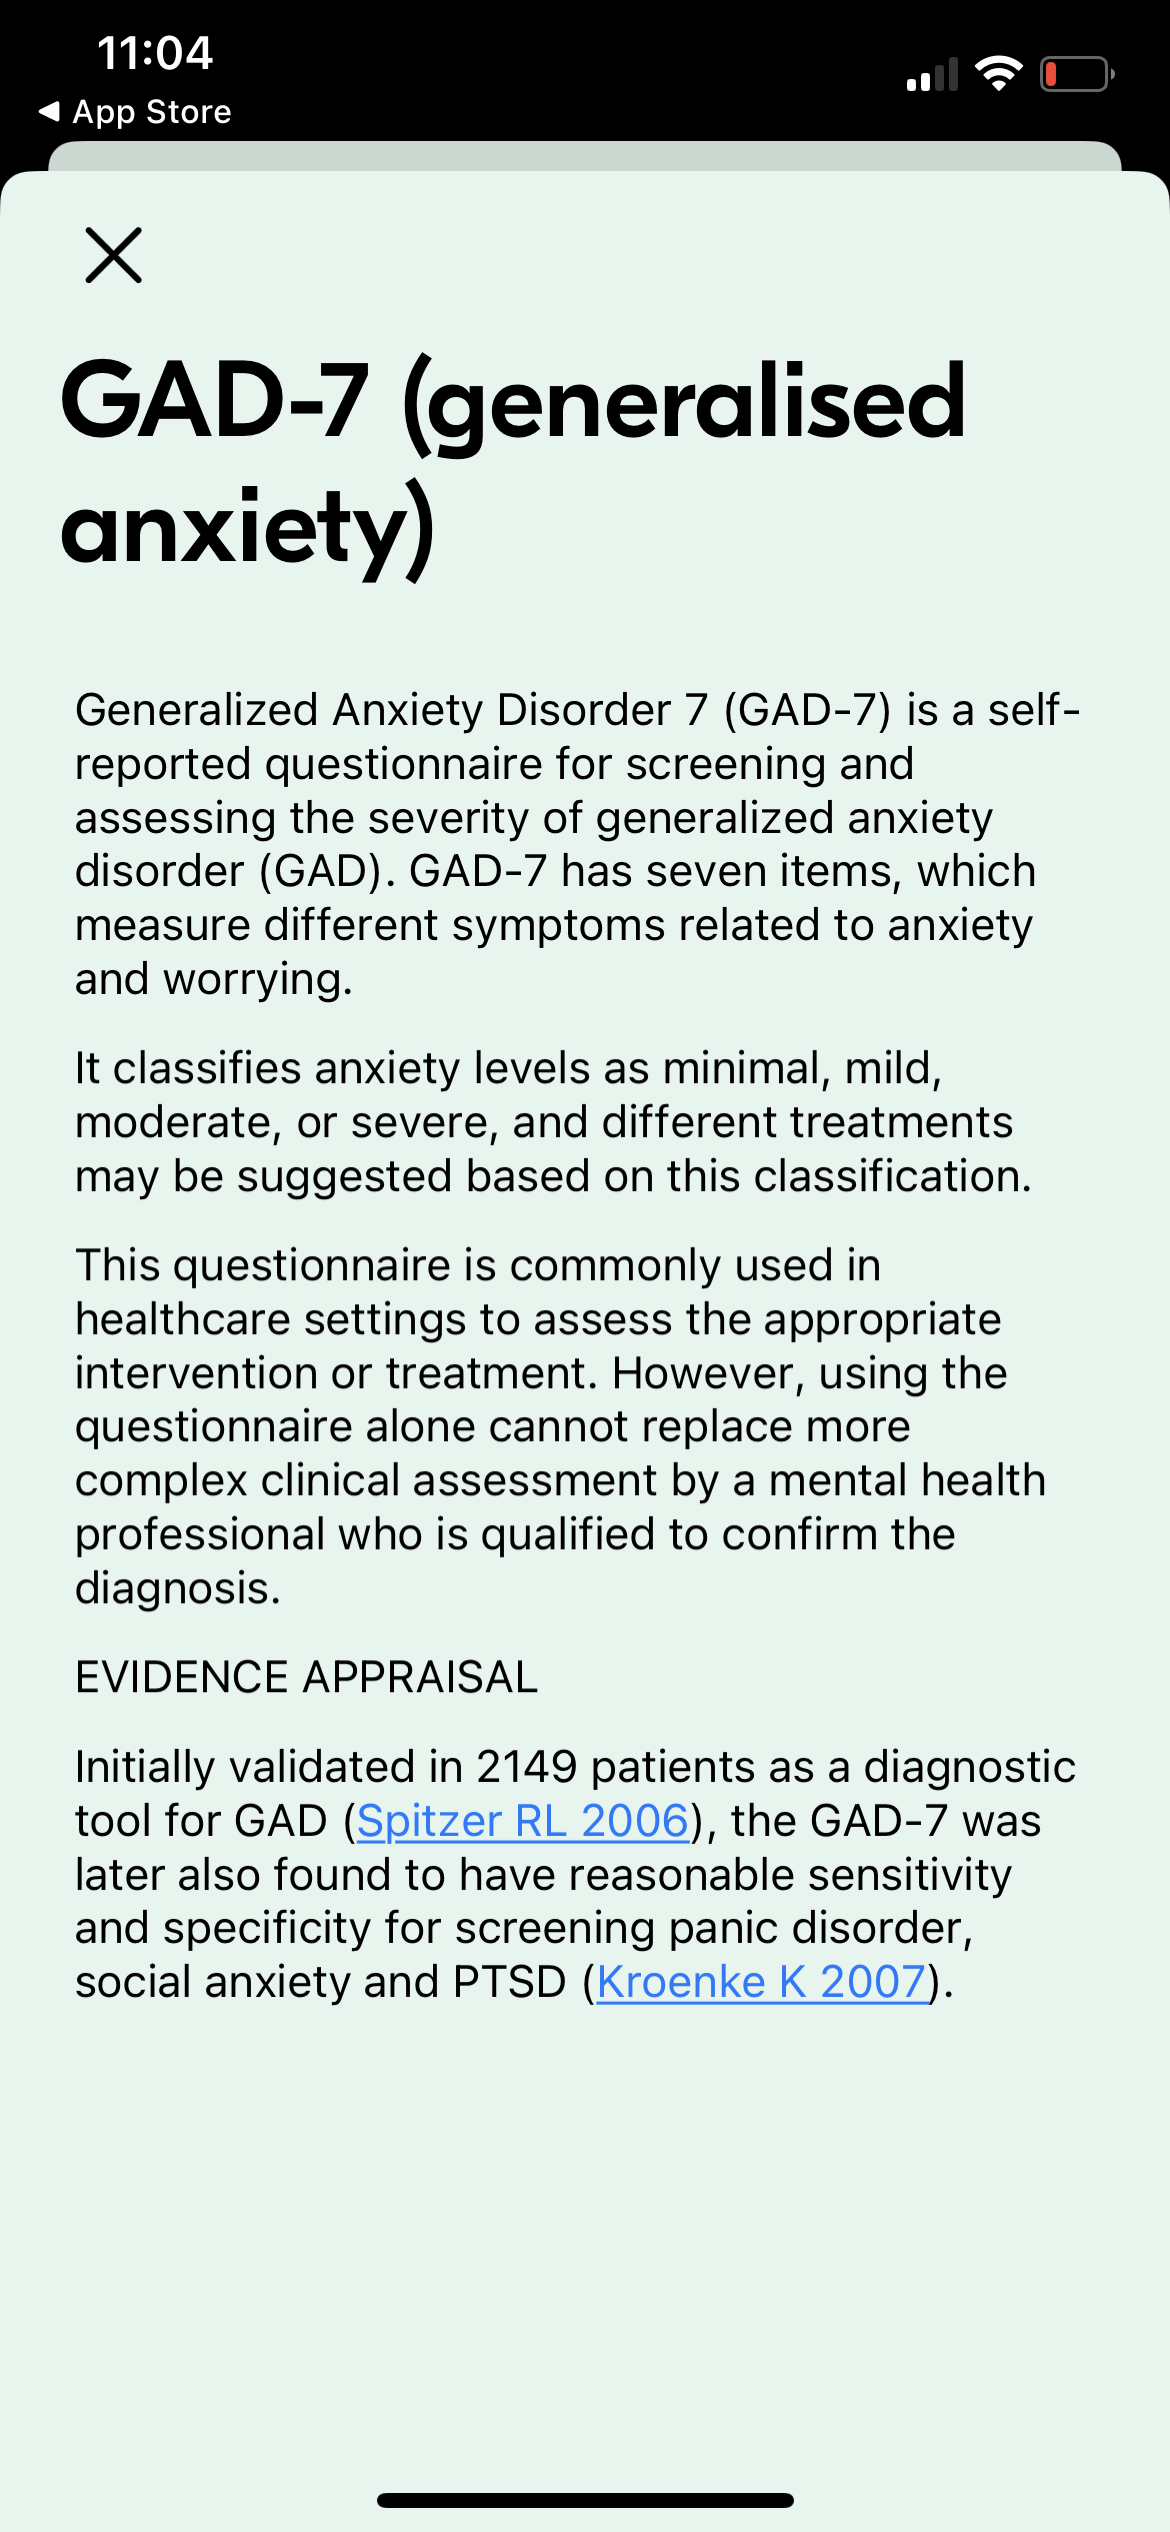 11:04
◀ App Store
GAD-7 (generalised
anxiety)
Generalized Anxiety Disorder 7 (GAD-7) is a self-
reported questionnaire for screening and
assessing the severity of generalized anxiety
disorder (GAD). GAD-7 has seven items, which
measure different symptoms related to anxiety
and worrying.
It classifies anxiety levels as minimal, mild,
moderate, or severe, and different treatments
may be suggested based on this classification.
This questionnaire is commonly used in
healthcare settings to assess the appropriate
intervention or treatment. However, using the
questionnaire alone cannot replace more
complex clinical assessment by a mental health
professional who is qualified to confirm the
diagnosis.
EVIDENCE APPRAISAL
Initially validated in 2149 patients as a diagnostic
tool for GAD (Spitzer RL 2006), the GAD-7 was
later also found to have reasonable sensitivity
and specificity for screening panic disorder,
social anxiety and PTSD (Kroenke K 2007).